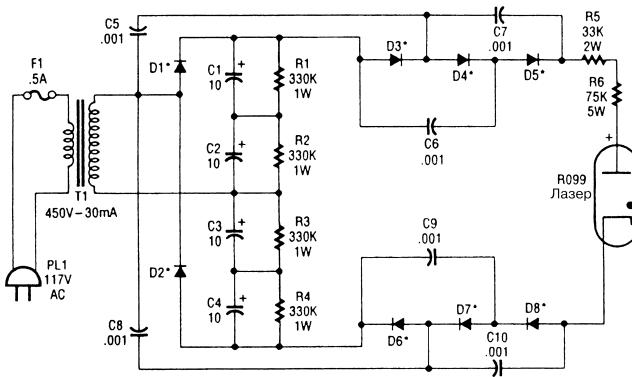 C5
.001
F1
.5A
T1
450V–30mA
PL1
117V
AC
C8
.001
D1*
D2*
C1
10
+
C2
10
+
C3
10
+
C4
10
+
R1
330K
1W
R2
330K
1W
R3
330K
1W
R4
330K
1W
D3*
D4*
D5*
C7
.001
C6
.001
R5
33K
2W
R6
75K
5W
+
R099
Лазер
C9
.001
D6*
D7*
D8*
C10
.001